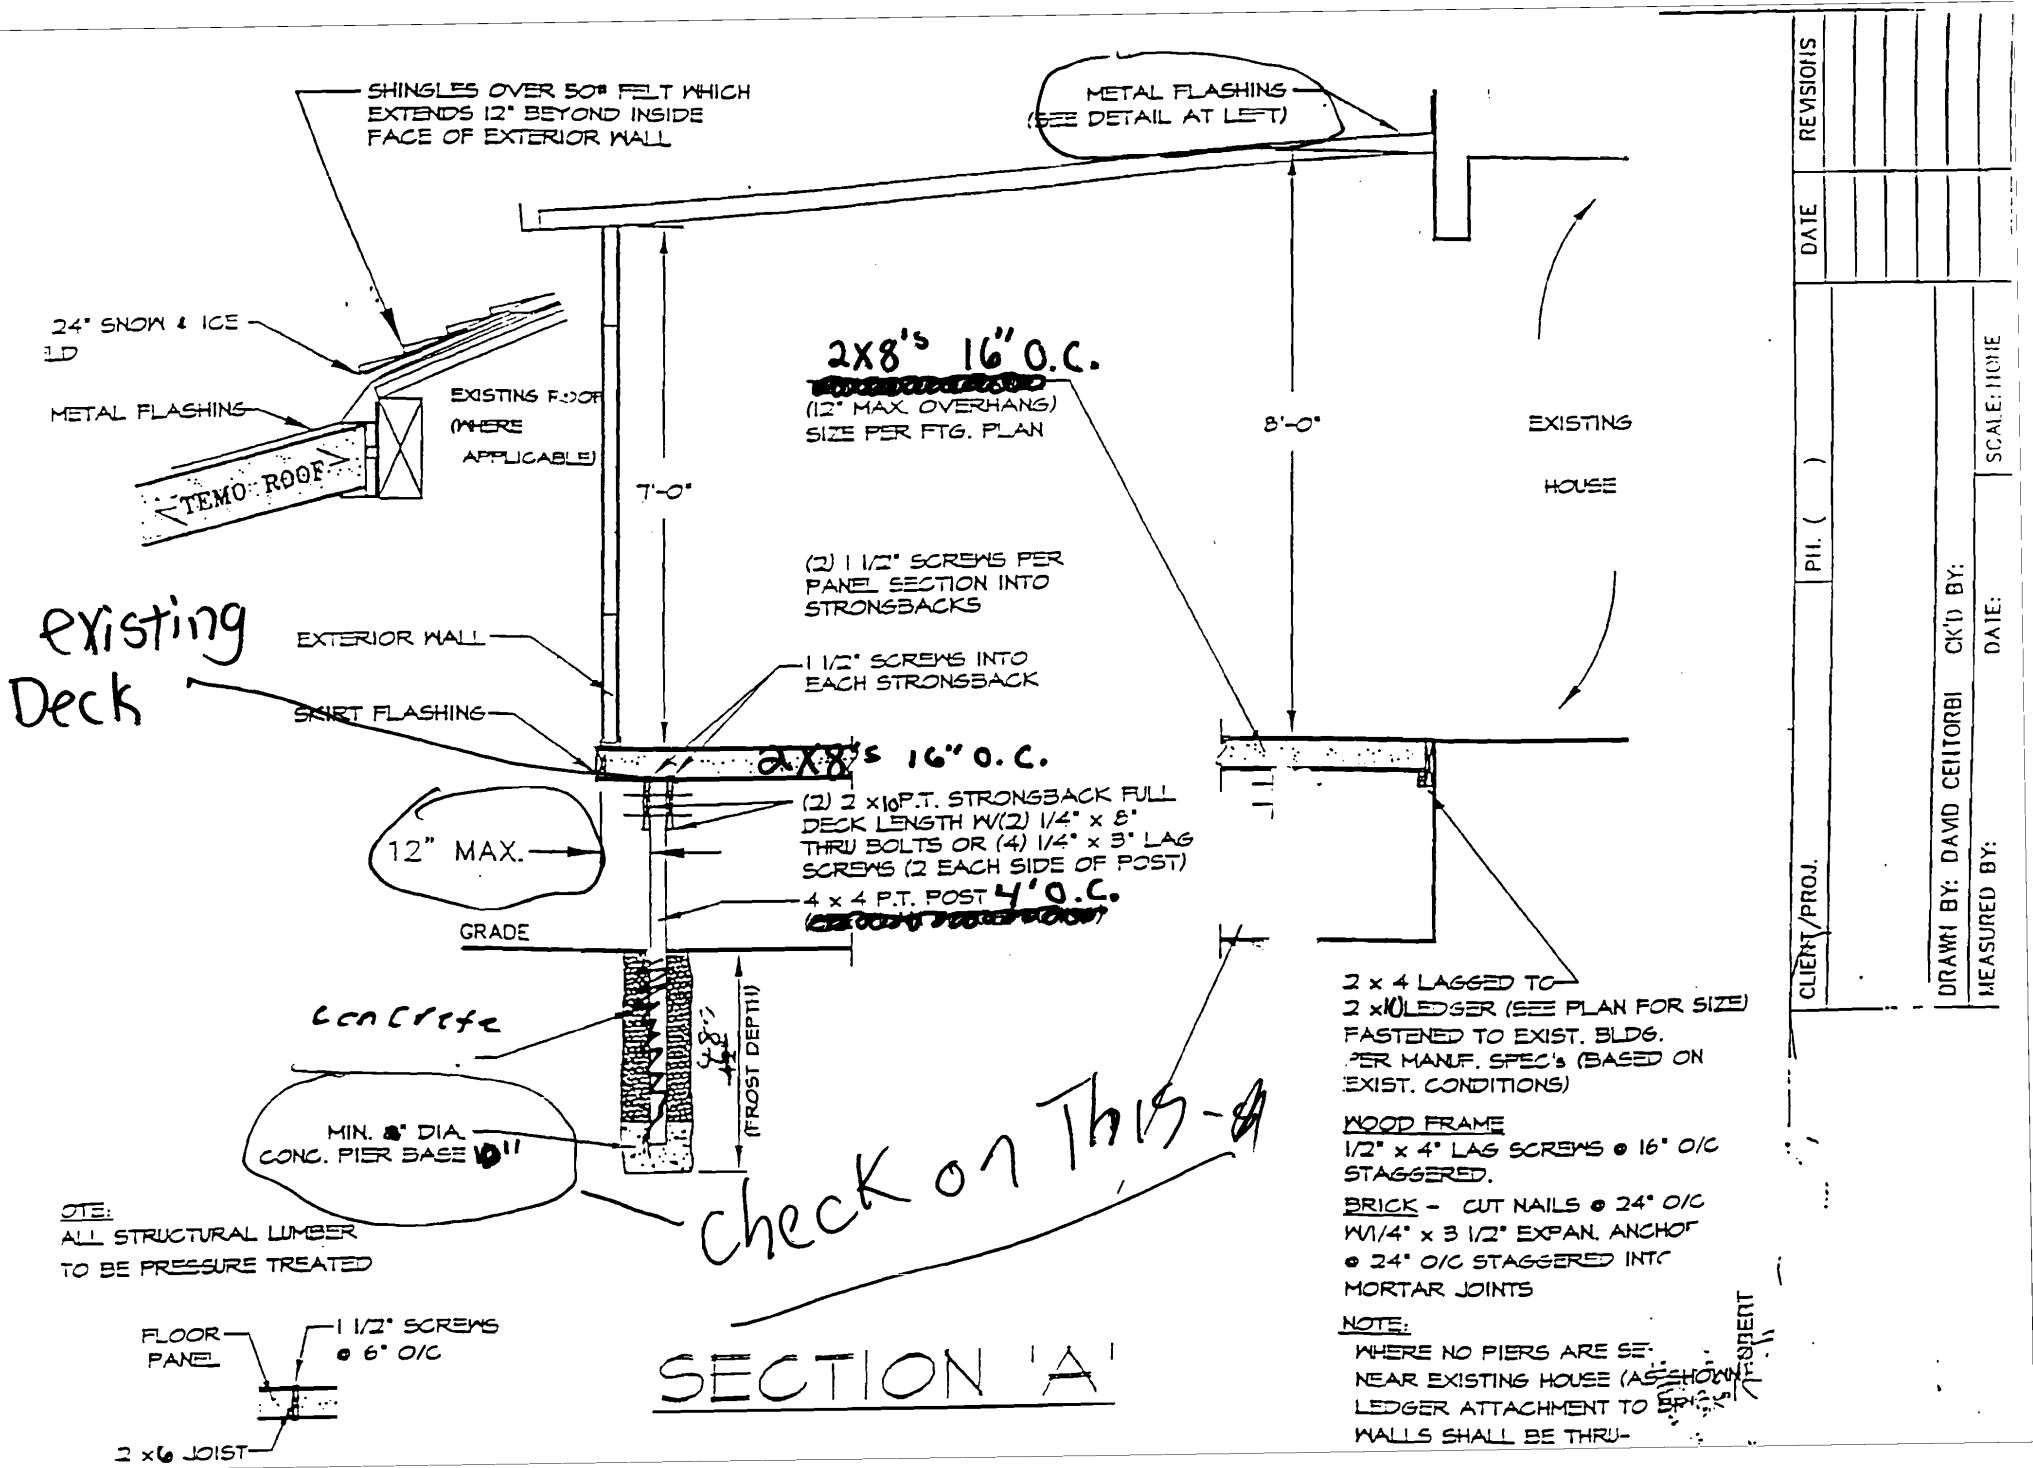 SHINGLES OVER 50# FELT WHICH
EXTENDS 12" BEYOND INSIDE
FACE OF EXTERIOR WALL
METAL FLASHING
(SEE DETAIL AT LEFT)
24" SNOW & ICE
METAL FLASHING
EXISTING ROOF
(WHERE
APPLICABLE)
<TEMO ROOF>
2X8's 16" O.C.
(12" MAX. OVERHANG)
SIZE PER FTG. PLAN
7'-0"
8'-0"
EXISTING
HOUSE
(2) 1 1/2" SCREWS PER
PANEL SECTION INTO
STRONGBACKS
existing
Deck
EXTERIOR WALL
1 1/2" SCREWS INTO
EACH STRONGBACK
SKIRT FLASHING
2X8's 16" O.C.
12" MAX.
(2) 2 x10 P.T. STRONGBACK FULL
DECK LENGTH W/(2) 1/4" x 8"
THRU BOLTS OR (4) 1/4" x 3" LAG
SCREWS (2 EACH SIDE OF POST)
4 x 4 P.T. POST 4' O.C.
GRADE
concrete
48"
42"
(FROST DEPTH)
MIN. 8" DIA.
CONC. PIER BASE 10"
Check on This
2 x 4 LAGGED TO
2 x10 LEDGER (SEE PLAN FOR SIZE)
FASTENED TO EXIST. BLDG.
PER MANUF. SPEC's (BASED ON
EXIST. CONDITIONS)
WOOD FRAME
1/2" x 4" LAG SCREWS @ 16" O/C
STAGGERED.
BRICK - CUT NAILS @ 24" O/C
W/1/4" x 3 1/2" EXPAN. ANCHOR
@ 24" O/C STAGGERED INTO
MORTAR JOINTS
NOTE:
WHERE NO PIERS ARE
NEAR EXISTING HOUSE (AS SHOWN)
LEDGER ATTACHMENT TO BRICK
WALLS SHALL BE THRU-
OTE:
ALL STRUCTURAL LUMBER
TO BE PRESSURE TREATED
FLOOR
PANEL
1 1/2" SCREWS
@ 6" O/C
2 x6 JOIST
SECTION 'A'
REVISIONS
DATE
CLIENT/PROJ.
PH. ( )
DRAWN BY: DAVID CENTORBI CK'D BY:
MEASURED BY: DATE: SCALE: NONE